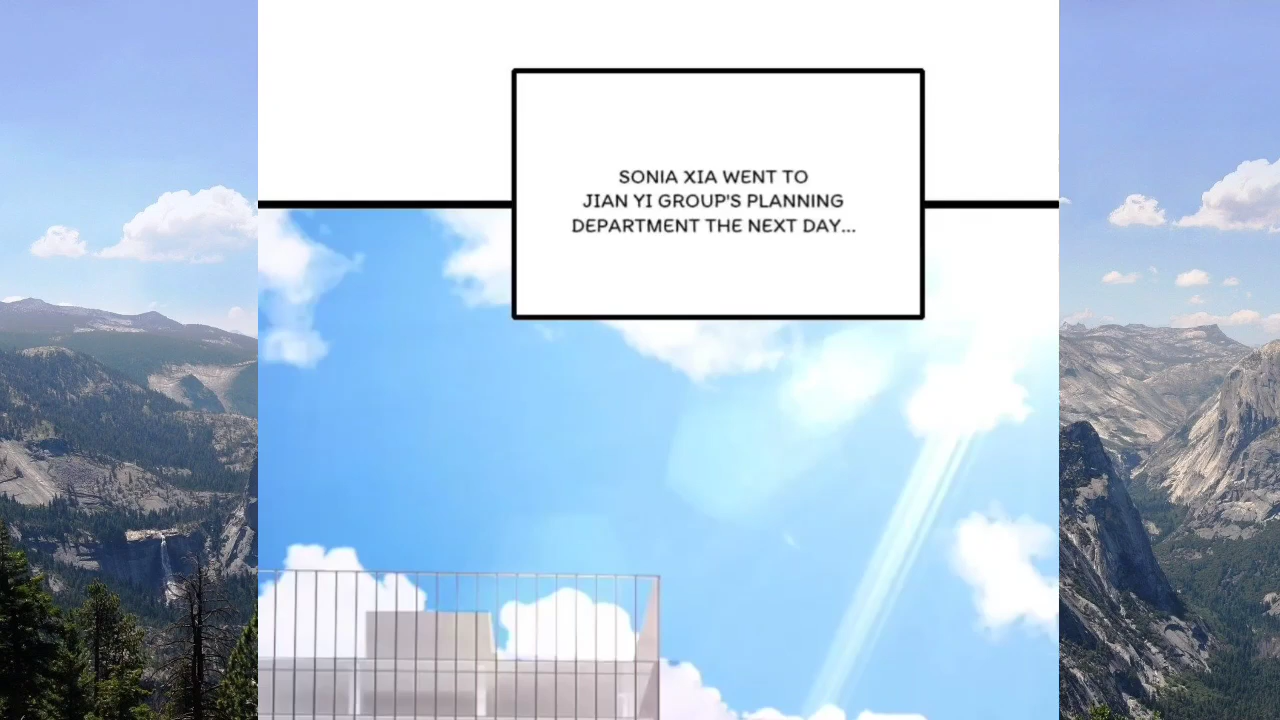 SONIA XIA WENT TO
JIAN YI GROUP'S PLANNING
DEPARTMENT THE NEXT DAY...